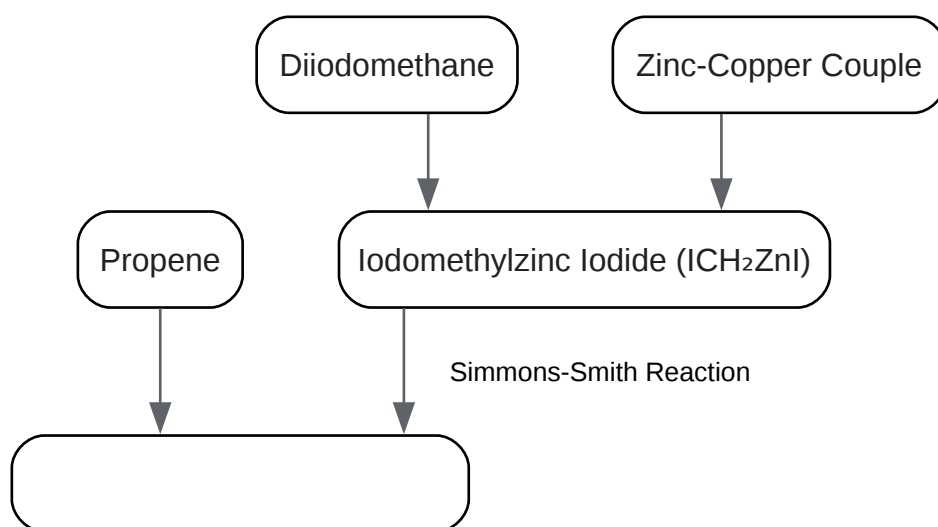 Diiodomethane
Zinc-Copper Couple
Propene
Iodomethylzinc Iodide (ICH₂ZnI)
Simmons-Smith Reaction